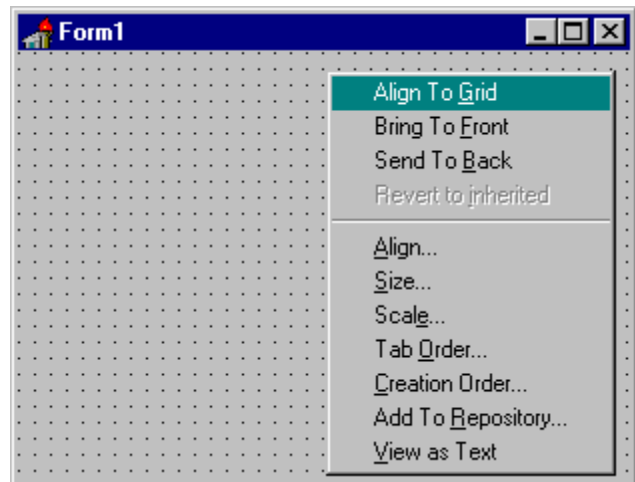 Form1
Align To Grid
Bring To Front
Send To Back
Revert to inherited
Align...
Size...
Scale...
Tab Order...
Creation Order...
Add To Repository...
View as Text